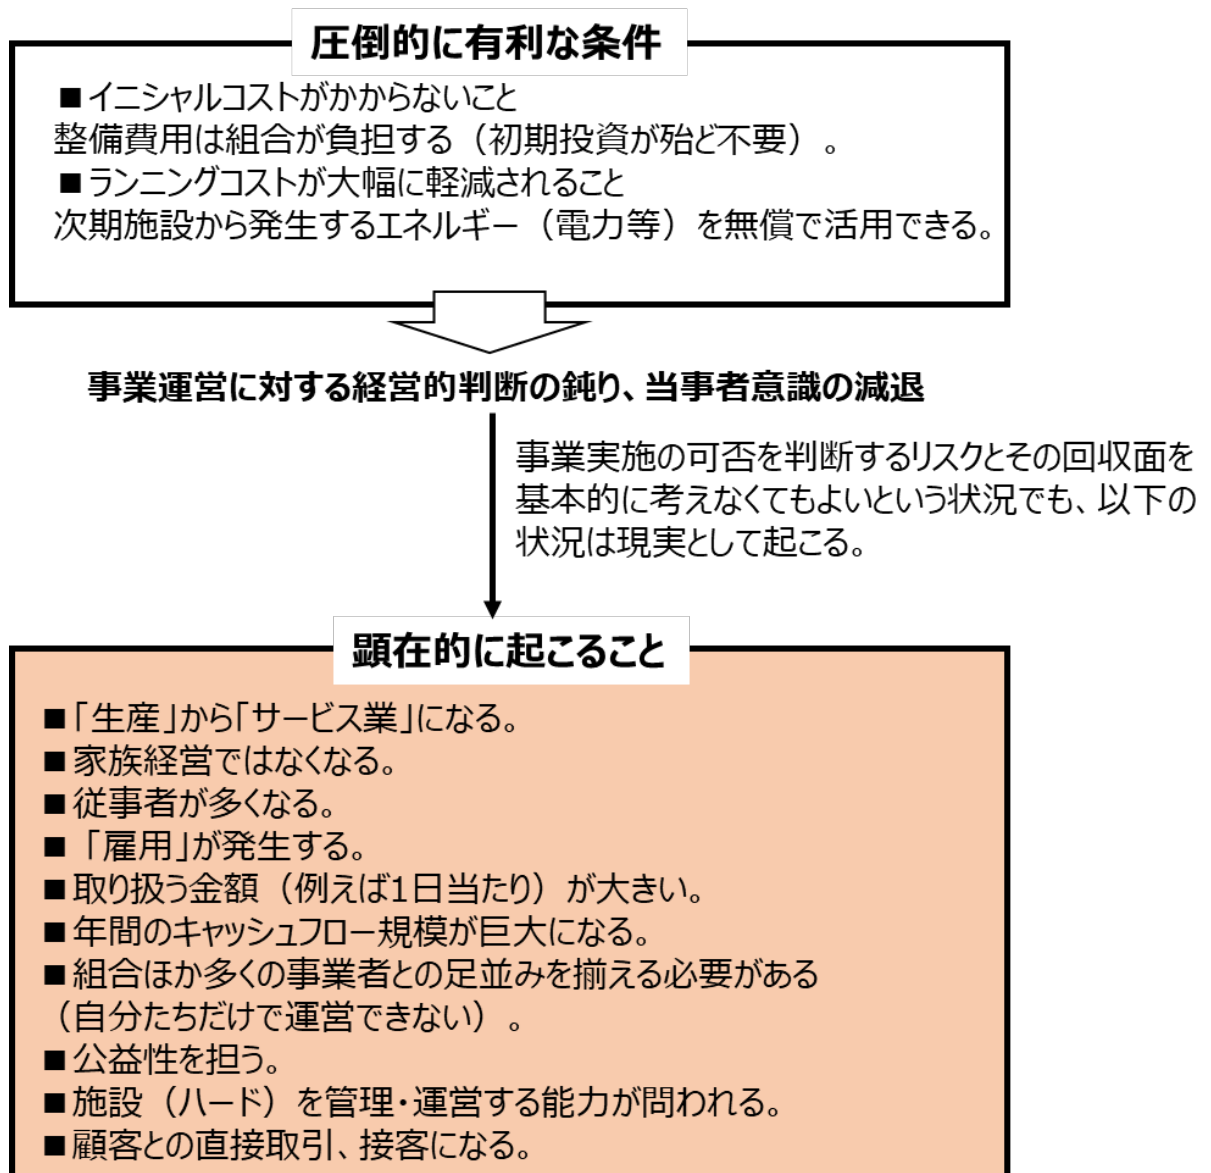 圧倒的に有利な条件
■イニシャルコストがかからないこと
整備費用は組合が負担する（初期投資が殆ど不要）。
■ランニングコストが大幅に軽減されること
次期施設から発生するエネルギー（電力等）を無償で活用できる。
事業運営に対する経営的判断の鈍り、当事者意識の減退
事業実施の可否を判断するリスクとその回収面を
基本的に考えなくてもよいという状況でも、以下の
状況は現実として起こる。
顕在的に起こること
■「生産」から「サービス業」になる。
■家族経営ではなくなる。
■従事者が多くなる。
■「雇用」が発生する。
■取り扱う金額（例えば1日当たり）が大きい。
■年間のキャッシュフロー規模が巨大になる。
■組合ほか多くの事業者との足並みを揃える必要がある
（自分たちだけで運営できない）。
■公益性を担う。
■施設（ハード）を管理・運営する能力が問われる。
■顧客との直接取引、接客になる。